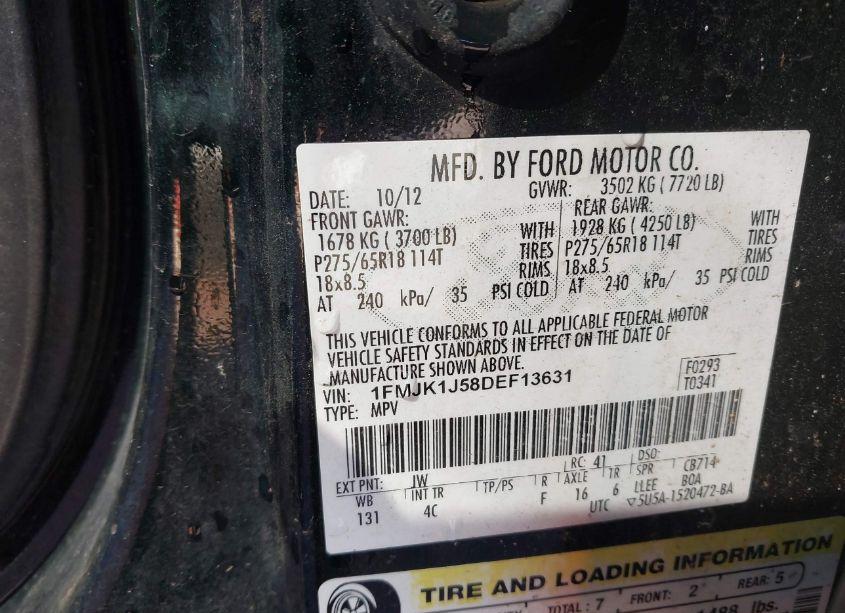 MFD. BY FORD MOTOR CO.
DATE: 10/12 GVWR: 3502 KG ( 7720 LB)
FRONT GAWR: REAR GAWR:
1678 KG ( 3700 LB) WITH 1928 KG ( 4250 LB) WITH
P275/65R18 114T TIRES P275/65R18 114T TIRES
18x8.5 RIMS 18x8.5 RIMS
AT 240 kPa/ 35 PSI COLD AT 240 kPa/ 35 PSI COLD
THIS VEHICLE CONFORMS TO ALL APPLICABLE FEDERAL MOTOR
VEHICLE SAFETY STANDARDS IN EFFECT ON THE DATE OF
MANUFACTURE SHOWN ABOVE.
VIN: 1FMJK1J58DEF13631 F0293
TYPE: MPV T0341
EXT PNT: JW RC: 41 DSO:
WB INT TR TP/PS R AXLE TR SPR CB714
131 4C F 16 6 LLEE BOA
UTC ▽5U5A-1520472-BA
TIRE AND LOADING INFORMATION
TOTAL : 7 FRONT: 2 REAR: 5
lbs.